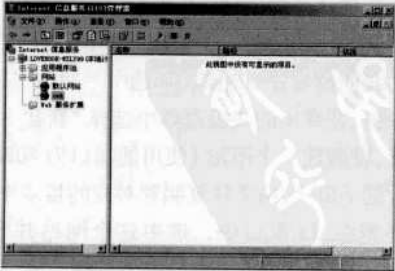 Internet 信息服务(IIS)管理器
文件(F) 操作(A) 查看(V) 窗口(W) 帮助(H)
Internet 信息服务
应用程序池
网站
默认网站
Web 服务扩展
名称 路径 状态
此视图中没有可显示的项目。